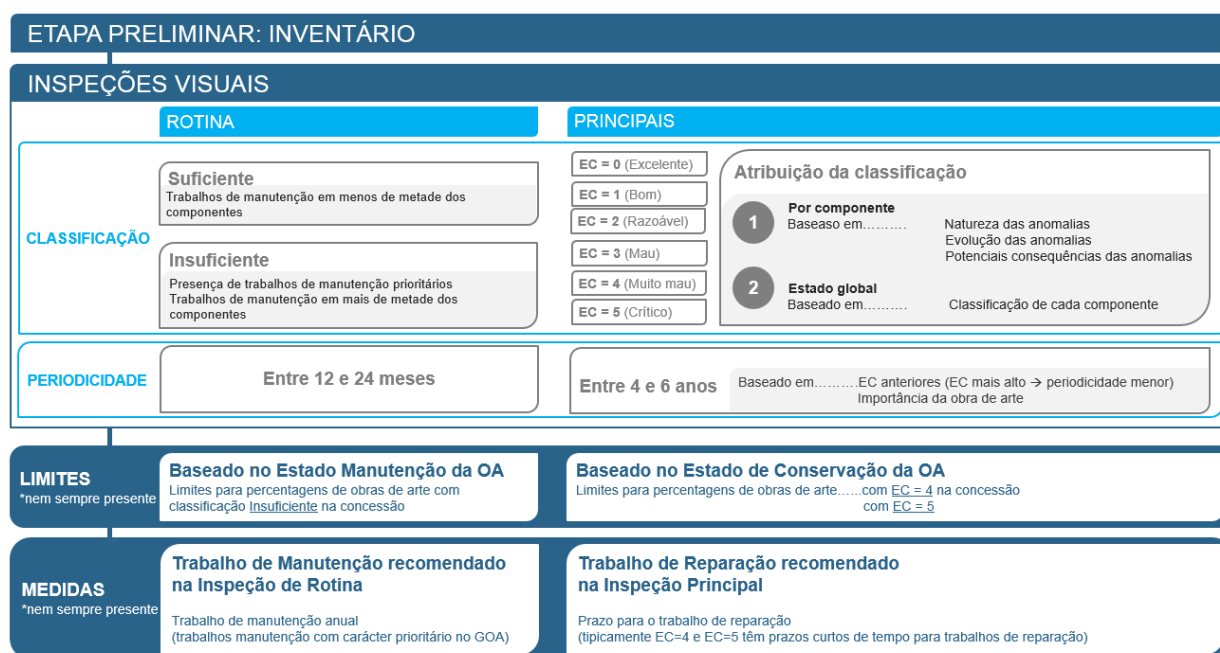 ETAPA PRELIMINAR: INVENTÁRIO
INSPEÇÕES VISUAIS
ROTINA
PRINCIPAIS
CLASSIFICAÇÃO
Suficiente
Trabalhos de manutenção em menos de metade dos
componentes
Insuficiente
Presença de trabalhos de manutenção prioritários
Trabalhos de manutenção em mais de metade dos
componentes
EC = 0 (Excelente)
EC = 1 (Bom)
EC = 2 (Razoável)
EC = 3 (Mau)
EC = 4 (Muito mau)
EC = 5 (Crítico)
Atribuição da classificação
1
Por componente
Baseaso em.......... Natureza das anomalias
Evolução das anomalias
Potenciais consequências das anomalias
2
Estado global
Baseado em.......... Classificação de cada componente
PERIODICIDADE
Entre 12 e 24 meses
Entre 4 e 6 anos
Baseado em..........EC anteriores (EC mais alto → periodicidade menor)
Importância da obra de arte
LIMITES
*nem sempre presente
Baseado no Estado Manutenção da OA
Limites para percentagens de obras de arte com
classificação Insuficiente na concessão
Baseado no Estado de Conservação da OA
Limites para percentagens de obras de arte......com EC = 4 na concessão
com EC = 5
MEDIDAS
*nem sempre presente
Trabalho de Manutenção recomendado
na Inspeção de Rotina
Trabalho de manutenção anual
(trabalhos manutenção com carácter prioritário no GOA)
Trabalho de Reparação recomendado
na Inspeção Principal
Prazo para o trabalho de reparação
(tipicamente EC=4 e EC=5 têm prazos curtos de tempo para trabalhos de reparação)